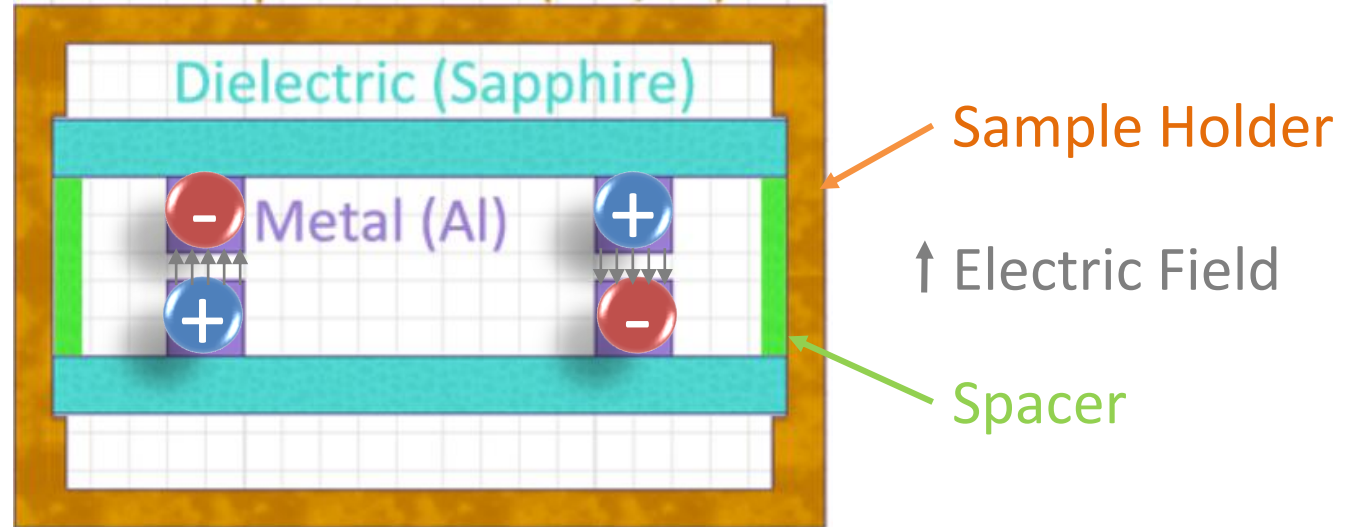 Dielectric (Sapphire)
Sample Holder
-
+
Metal (Al)
Electric Field
+
-
Spacer